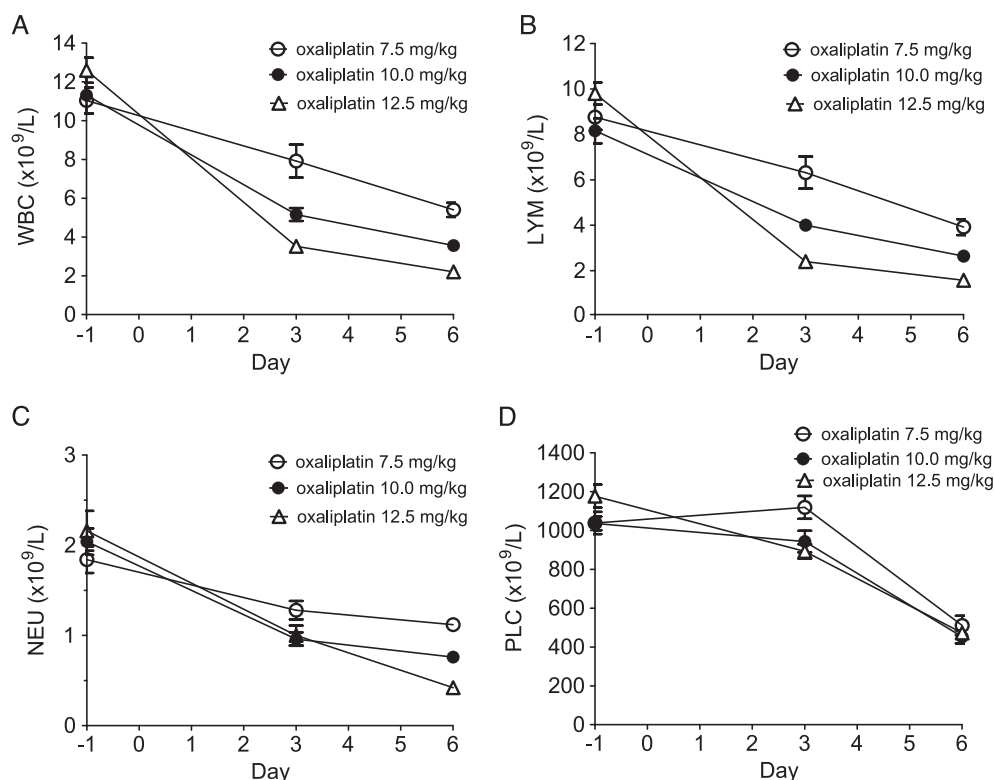 A
WBC (x10⁹/L)
14
12
10
8
6
4
2
0
-1 0 1 2 3 4 5 6
Day
oxaliplatin 7.5 mg/kg
oxaliplatin 10.0 mg/kg
oxaliplatin 12.5 mg/kg
B
LYM (x10⁹/L)
12
10
8
6
4
2
0
-1 0 1 2 3 4 5 6
Day
oxaliplatin 7.5 mg/kg
oxaliplatin 10.0 mg/kg
oxaliplatin 12.5 mg/kg
C
NEU (x10⁹/L)
3
2
1
0
-1 0 1 2 3 4 5 6
Day
oxaliplatin 7.5 mg/kg
oxaliplatin 10.0 mg/kg
oxaliplatin 12.5 mg/kg
D
PLC (x10⁹/L)
1400
1200
1000
800
600
400
200
0
-1 0 1 2 3 4 5 6
Day
oxaliplatin 7.5 mg/kg
oxaliplatin 10.0 mg/kg
oxaliplatin 12.5 mg/kg